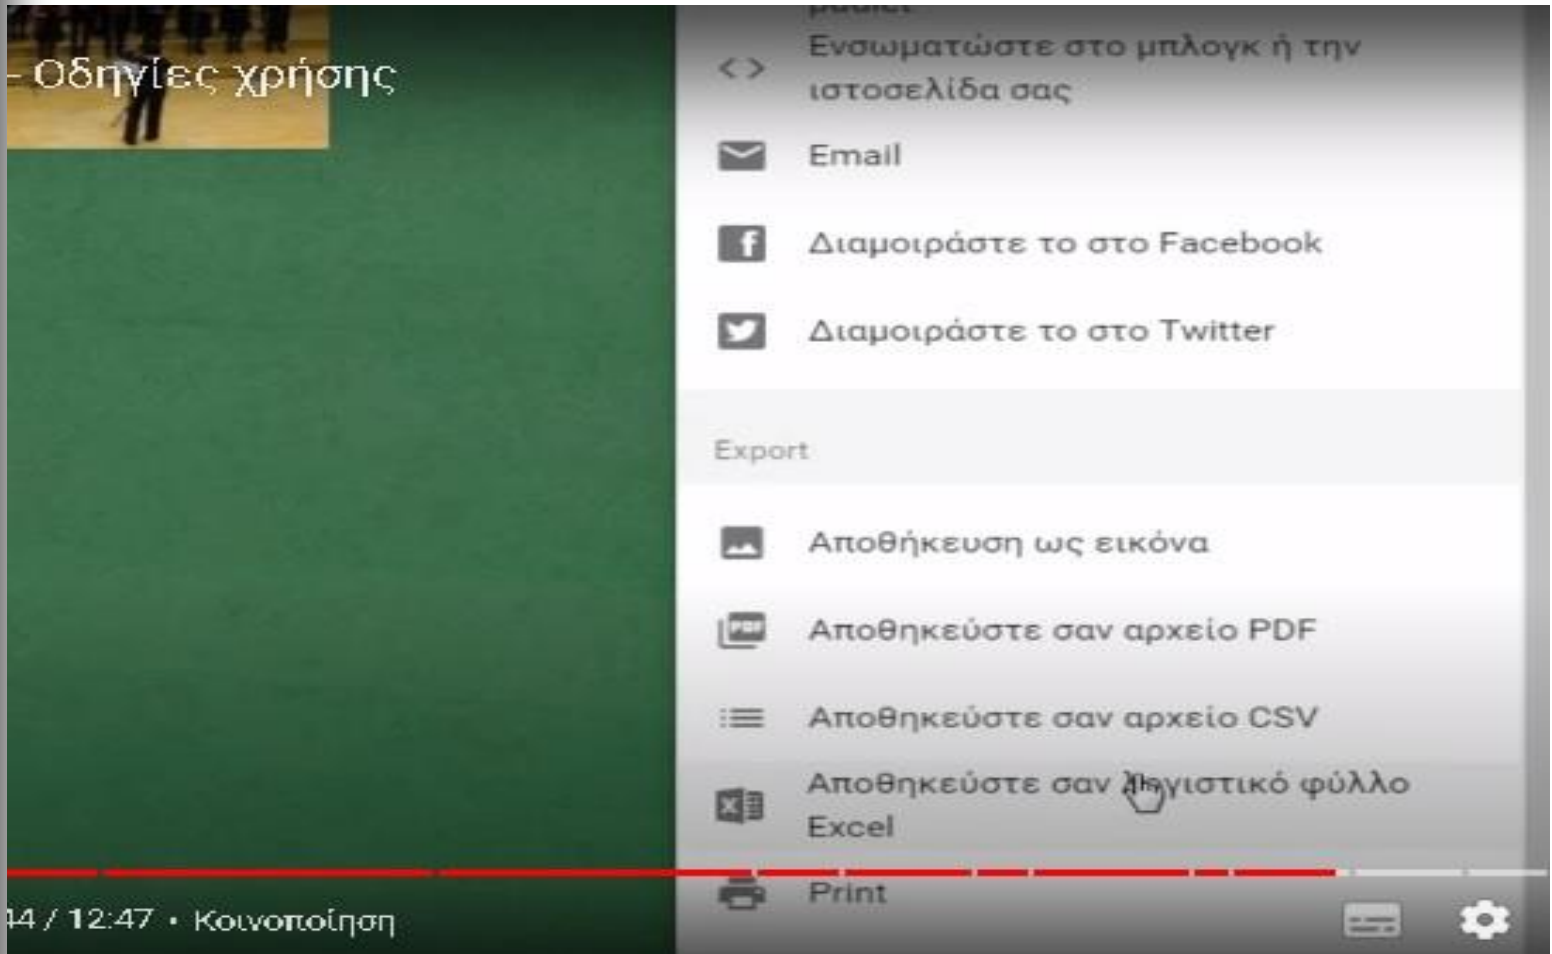 padlet
Ενσωματώστε στο μπλογκ ή την
ιστοσελίδα σας
- Οδηγίες χρήσης
Email
Διαμοιράστε το στο Facebook
Διαμοιράστε το στο Twitter
Export
Αποθήκευση ως εικόνα
Αποθηκεύστε σαν αρχείο PDF
Αποθηκεύστε σαν αρχείο CSV
Αποθηκεύστε σαν λογιστικό φύλλο
Excel
Print
44 / 12:47 • Κοινοποίηση